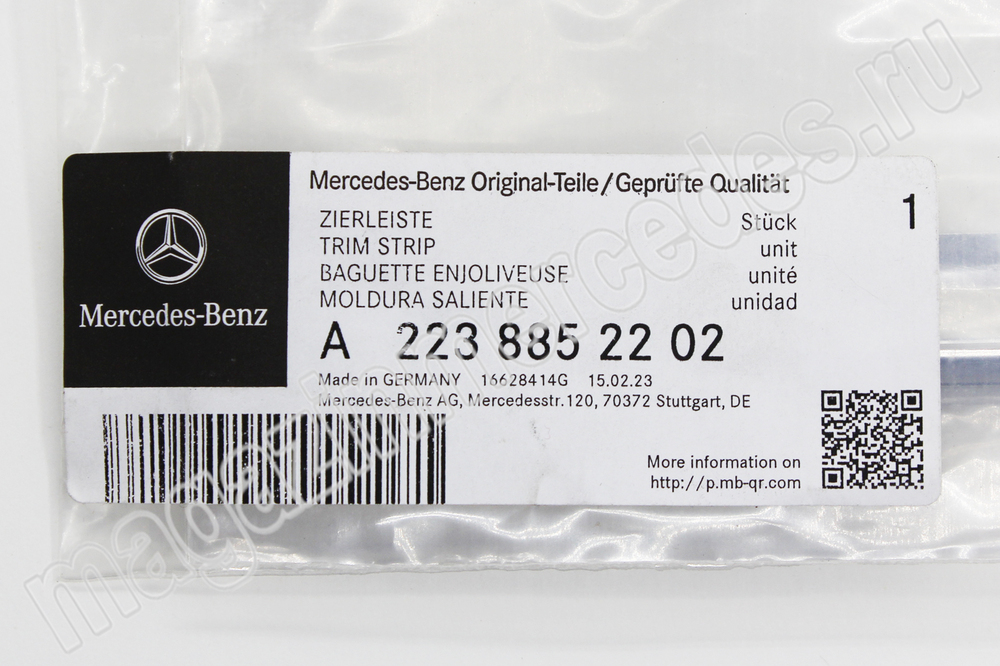 Mercedes-Benz
Mercedes-Benz Original-Teile/Geprüfte Qualität
ZIERLEISTE Stück 1
TRIM STRIP unit
BAGUETTE ENJOLIVEUSE unité
MOLDURA SALIENTE unidad
A 223 885 22 02
Made in GERMANY 16628414G 15.02.23
Mercedes-Benz AG, Mercedesstr.120, 70372 Stuttgart, DE
More information on
http://p.mb-qr.com
magazinmercedes.ru